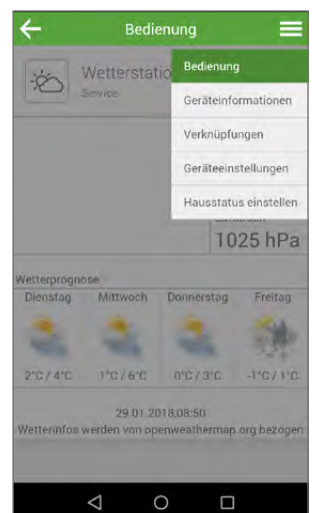 Bedienung
Wetterstatio
Service
Bedienung
Geräteinformationen
Verknüpfungen
Geräteeinstellungen
Hausstatus einstellen
1025 hPa
Wetterprognose
Dienstag Mittwoch Donnerstag Freitag
2°C / 4°C 1°C / 6°C 0°C / 3°C -1°C / 1°C
29.01.2018,08:50
Wetterinfos werden von openweathermap.org bezogen